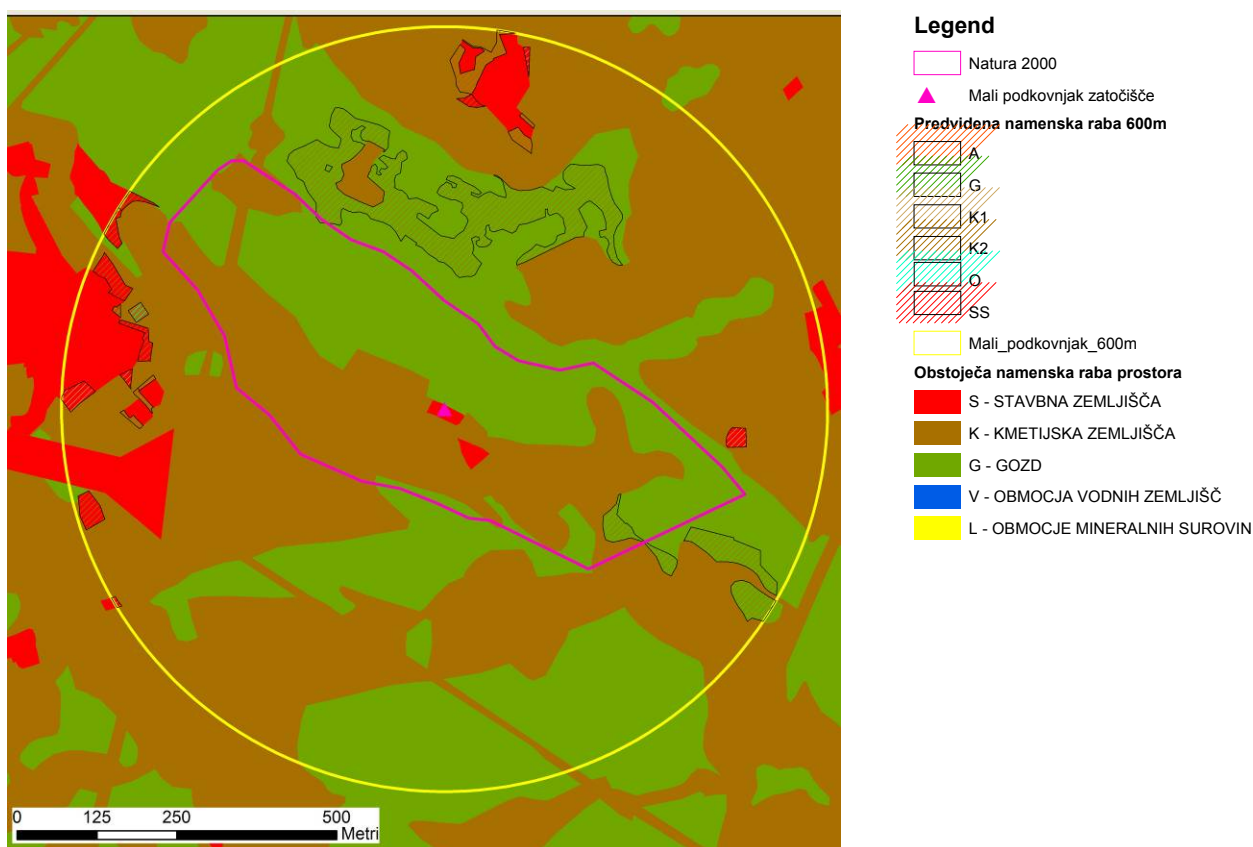 Legend
Natura 2000
Mali podkovnjak zatočišče
Predvidena namenska raba 600m
A
G
K1
K2
O
SS
Mali_podkovnjak_600m
Obstoječa namenska raba prostora
S - STAVBNA ZEMLJIŠČA
K - KMETIJSKA ZEMLJIŠČA
G - GOZD
V - OBMOCJA VODNIH ZEMLJIŠČ
L - OBMOCJE MINERALNIH SUROVIN
0 125 250 500
Metri